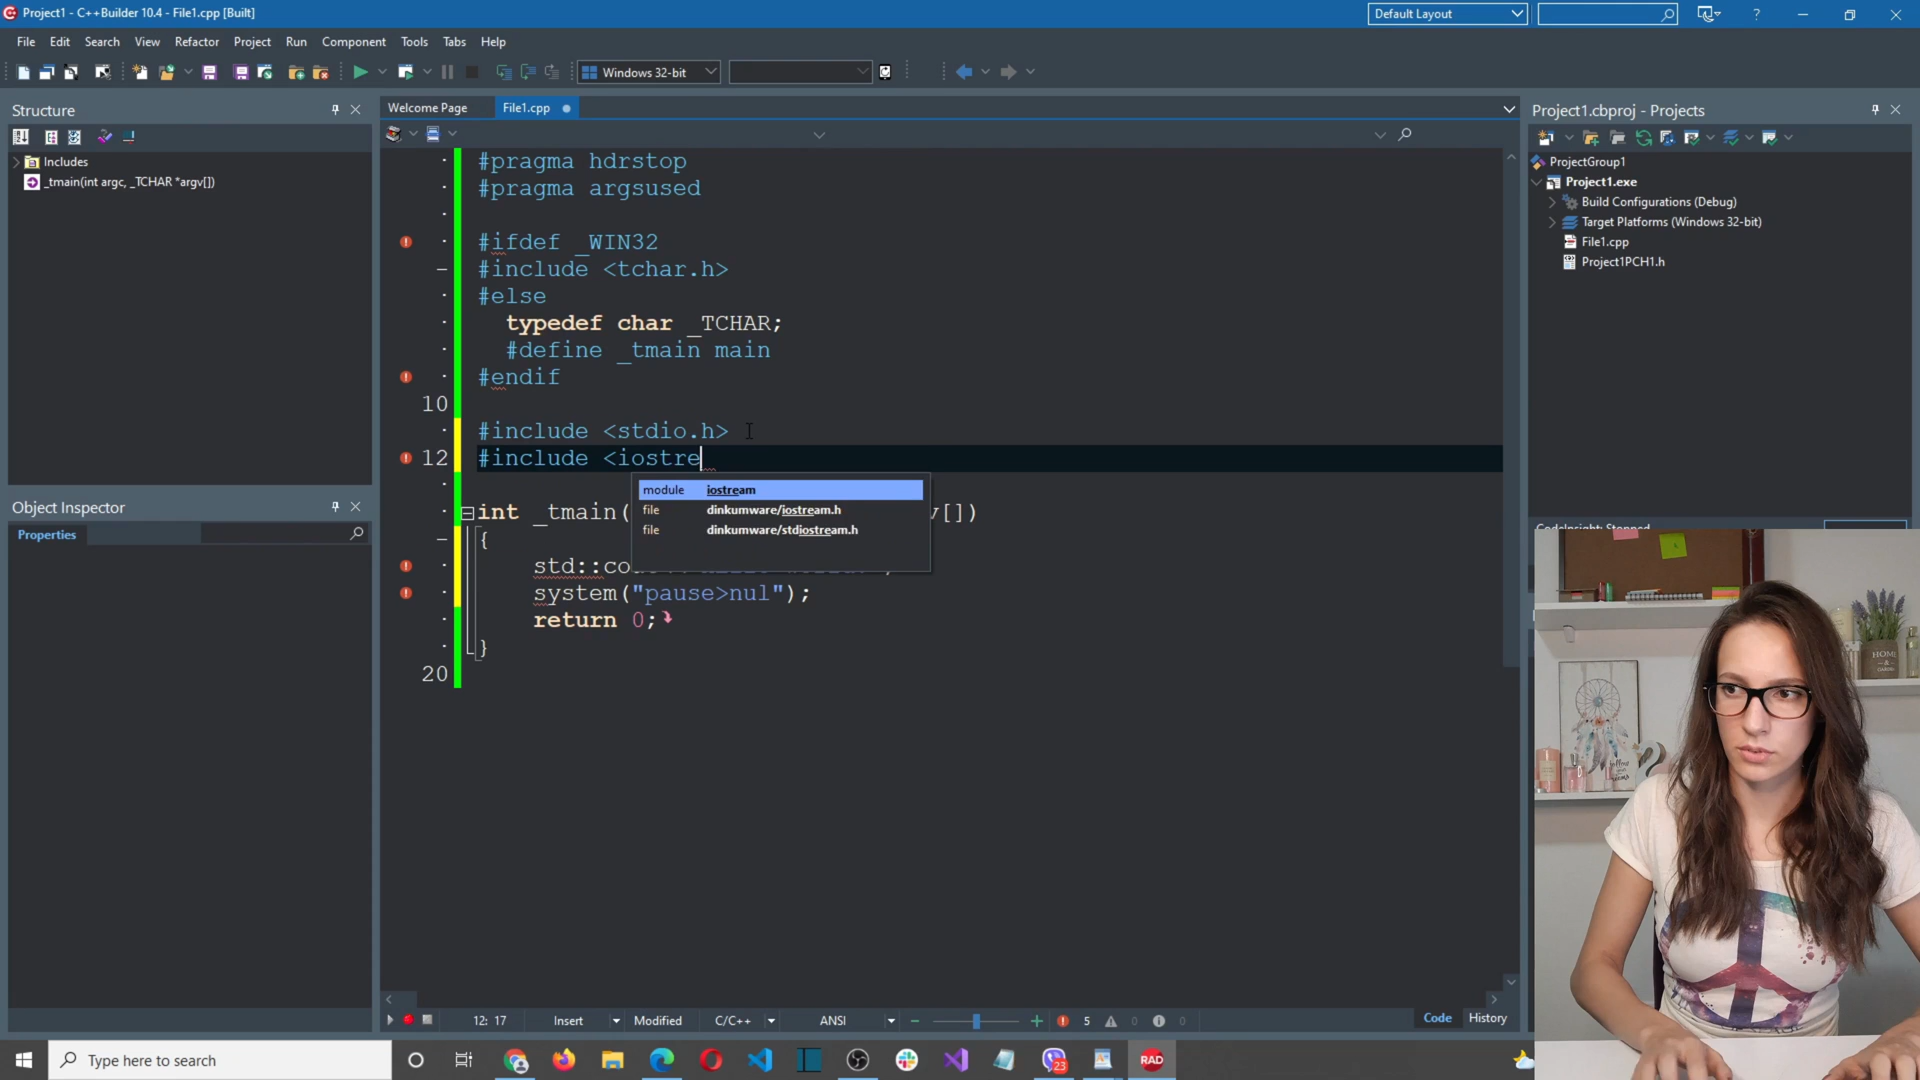 Project1 - C++Builder 10.4 - File1.cpp [Built]
Default Layout
File Edit Search View Refactor Project Run Component Tools Tabs Help
Windows 32-bit
Structure
Includes
_tmain(int argc, _TCHAR *argv[])
Object Inspector
Properties
Welcome Page File1.cpp
#pragma hdrstop
#pragma argsused
#ifdef _WIN32
#include <tchar.h>
#else
typedef char _TCHAR;
#define _tmain main
#endif
10
#include <stdio.h>
12 #include <iostre
module iostream
file dinkumware/iostream.h
file dinkumware/stdiostream.h
int _tmain( v[])
{
std::co
system("pause>nul");
return 0;
}
20
12: 17 Insert Modified C/C++ ANSI 5 0 0
Code History
Project1.cbproj - Projects
ProjectGroup1
Project1.exe
Build Configurations (Debug)
Target Platforms (Windows 32-bit)
File1.cpp
Project1PCH1.h
CodeInsight: Stopped
HOME
&
GARDEN
Type here to search
23
RAD